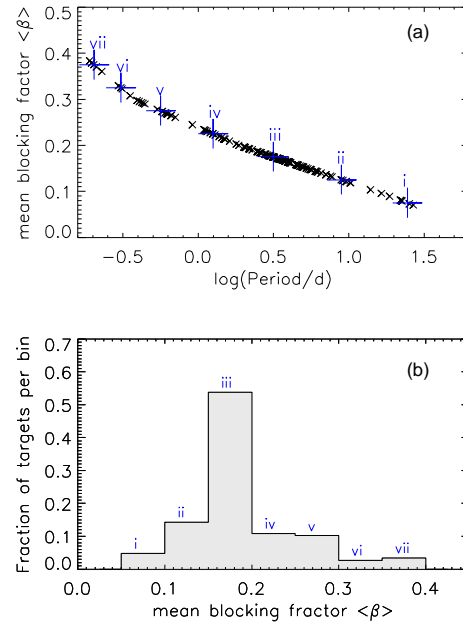 (a)
mean blocking factor <β>
0.5
0.4
0.3
0.2
0.1
0.0
vii
vi
v
iv
iii
ii
i
−0.5
0.0
0.5
1.0
1.5
log(Period/d)
(b)
Fraction of targets per bin
0.7
0.6
0.5
0.4
0.3
0.2
0.1
0.0
i
ii
iii
iv
v
vi
vii
0.0
0.1
0.2
0.3
0.4
mean blocking fractor <β>